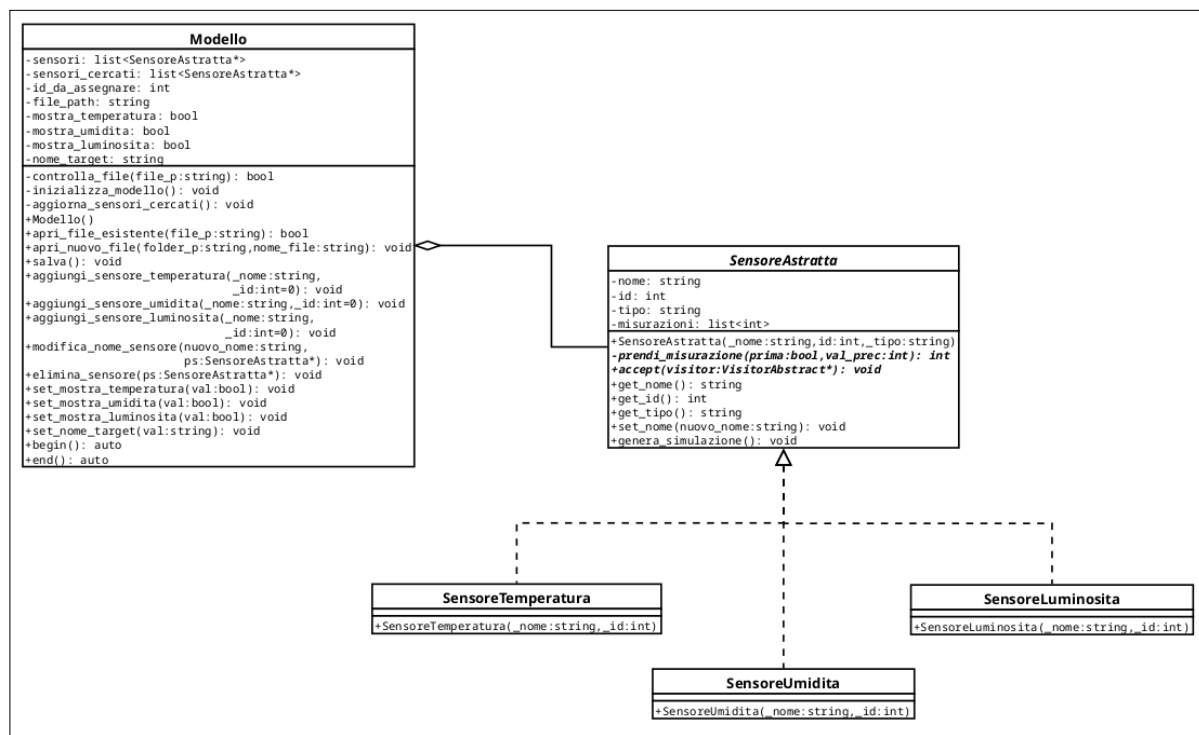 Modello
-sensori: list<SensoreAstratta*>
-sensori_cercati: list<SensoreAstratta*>
-id_da_assegnare: int
-file_path: string
-mostra_temperatura: bool
-mostra_umidita: bool
-mostra_luminosita: bool
-nome_target: string
-controlla_file(file_p:string): bool
-inizializza_modello(): void
-aggiorna_sensori_cercati(): void
+Modello()
+apri_file_esistente(file_p:string): bool
+apri_nuovo_file(folder_p:string,nome_file:string): void
+salva(): void
+aggiungi_sensore_temperatura(_nome:string,
_id:int=0): void
+aggiungi_sensore_umidita(_nome:string,_id:int=0): void
+aggiungi_sensore_luminosita(_nome:string,
_id:int=0): void
+modifica_nome_sensore(nuovo_nome:string,
ps:SensoreAstratta*): void
+elimina_sensore(ps:SensoreAstratta*): void
+set_mostra_temperatura(val:bool): void
+set_mostra_umidita(val:bool): void
+set_mostra_luminosita(val:bool): void
+set_nome_target(val:string): void
+begin(): auto
+end(): auto
SensoreAstratta
-nome: string
-id: int
-tipo: string
-misurazioni: list<int>
+SensoreAstratta(_nome:string,id:int,_tipo:string)
-prendi_misurazione(prima:bool,val_prec:int): int
+accept(visitor:VisitorAbstract*): void
+get_nome(): string
+get_id(): int
+get_tipo(): string
+set_nome(nuovo_nome:string): void
+genera_simulazione(): void
SensoreTemperatura
+SensoreTemperatura(_nome:string,_id:int)
SensoreLuminosita
+SensoreLuminosita(_nome:string,_id:int)
SensoreUmidita
+SensoreUmidita(_nome:string,_id:int)